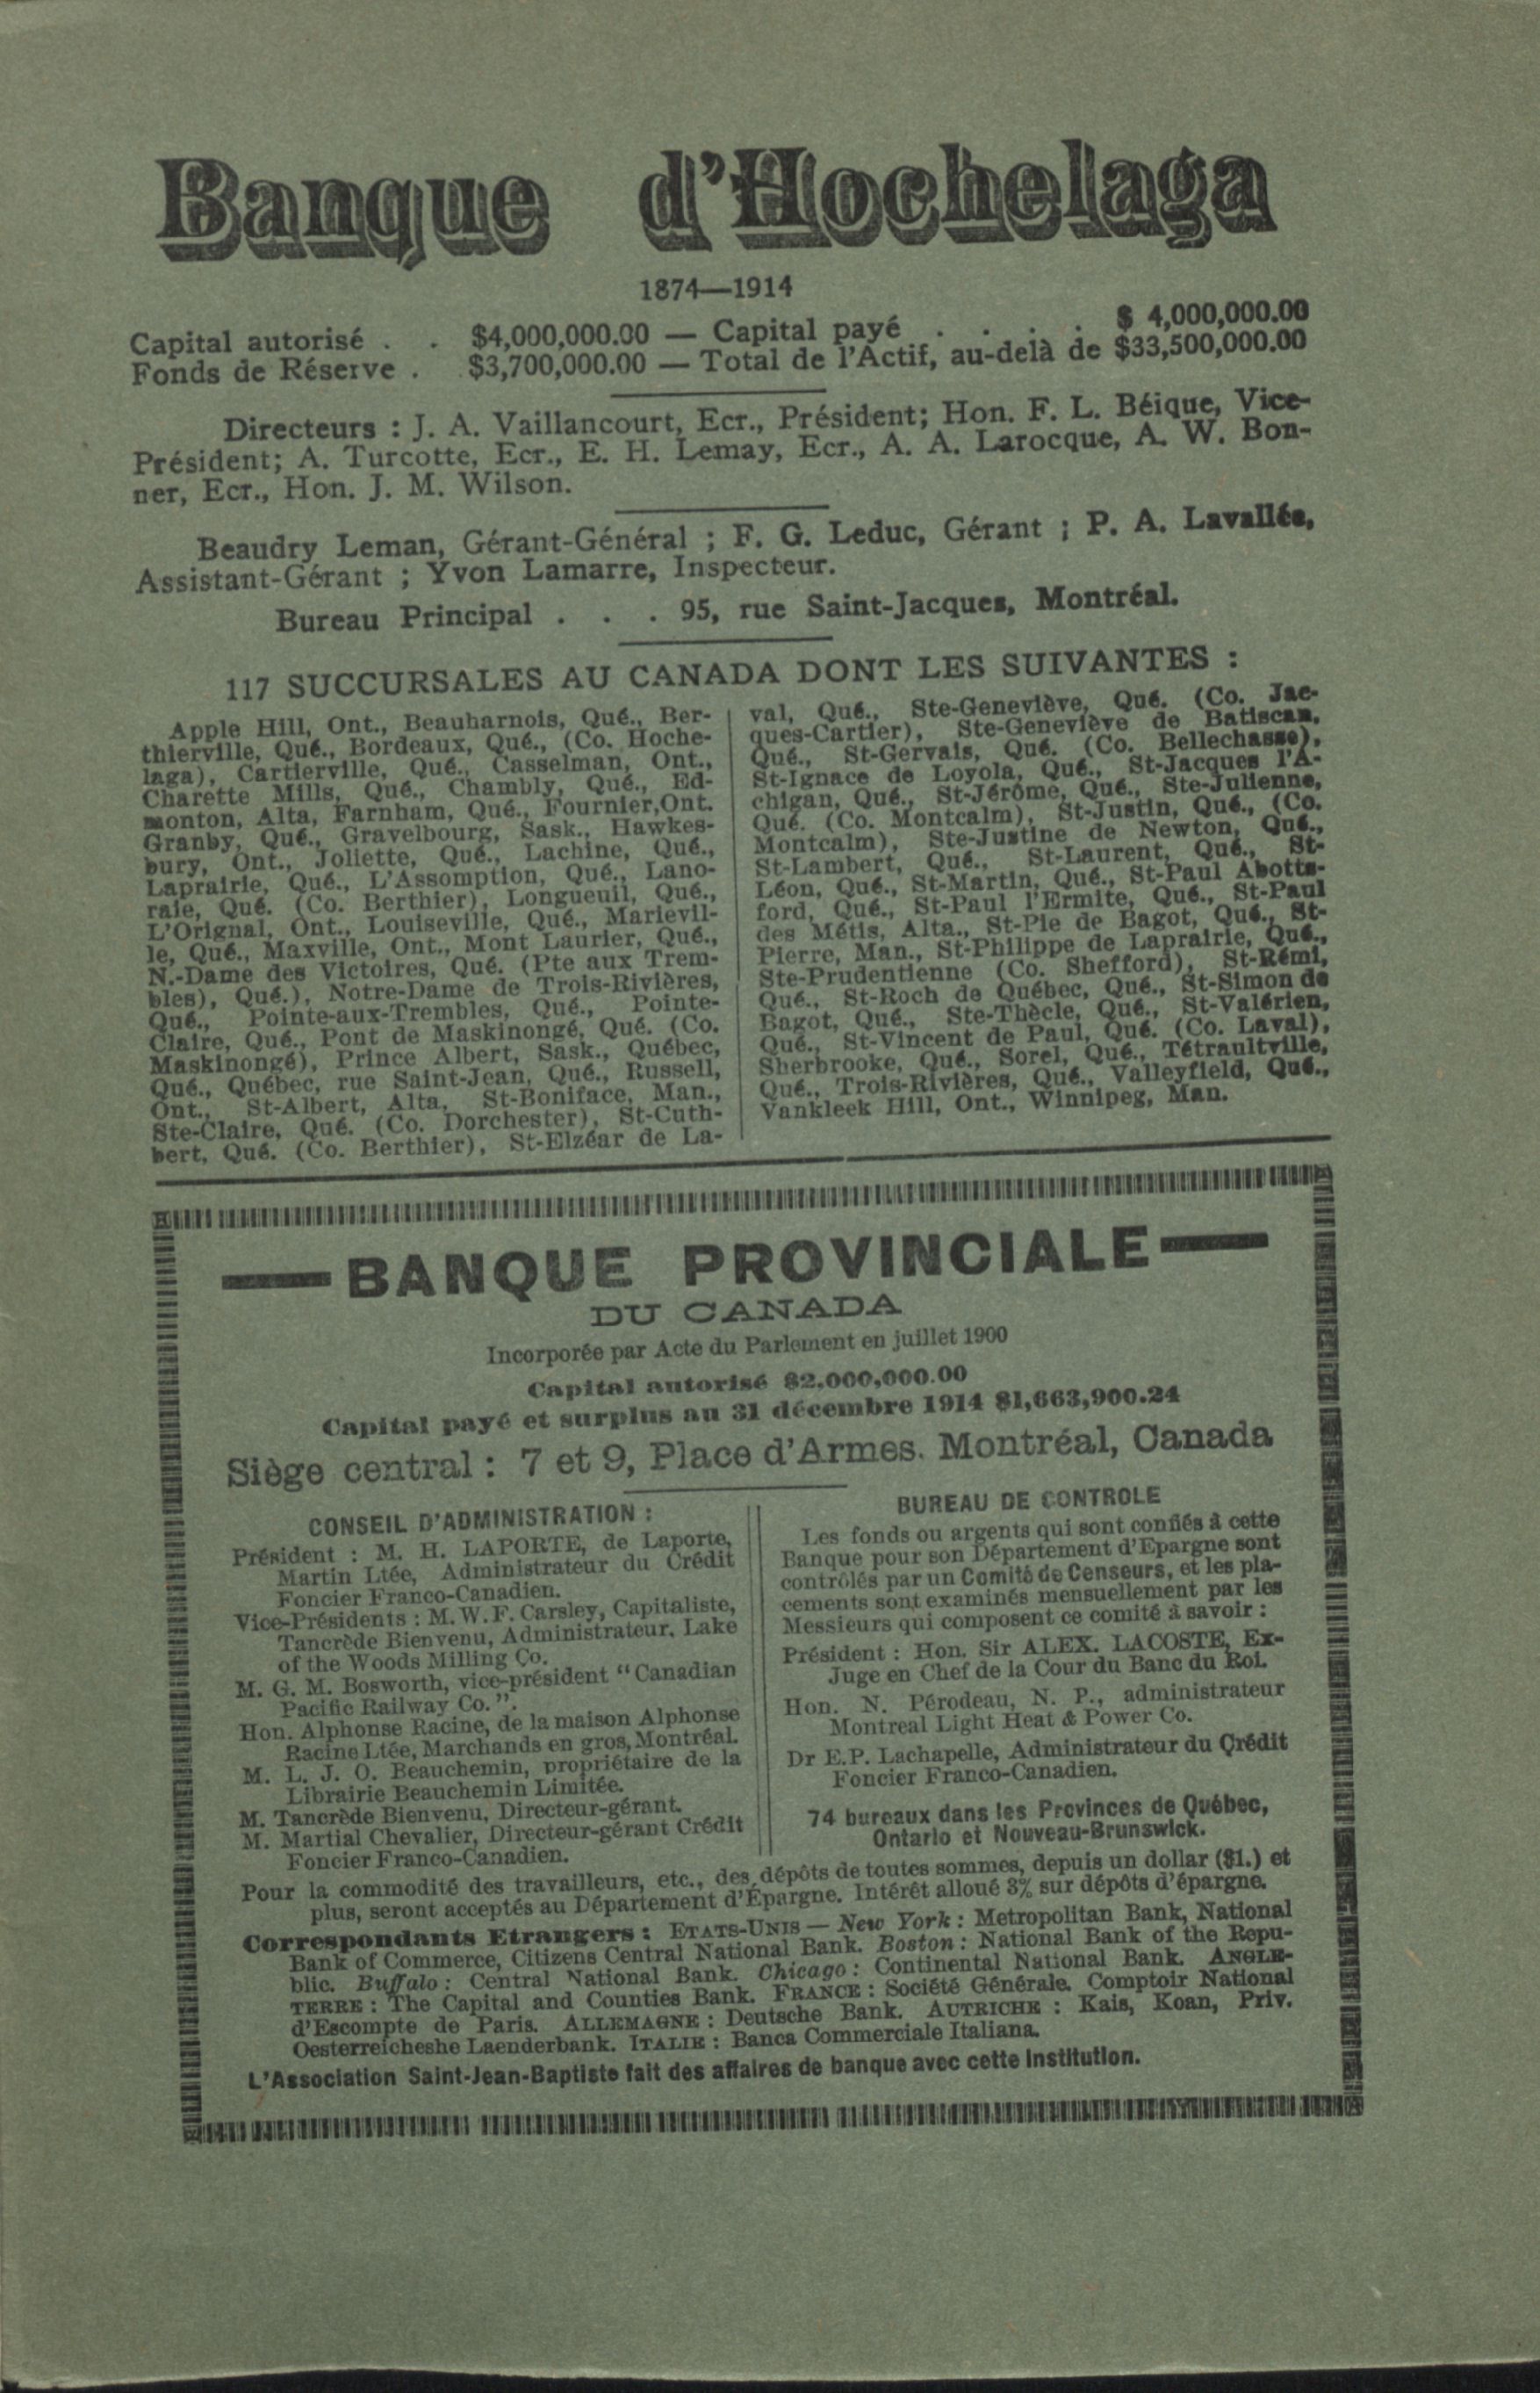 Banque d'Hochelaga
1874—1914
Capital autorisé . . $4,000,000.00 — Capital payé . . . . $ 4,000,000.00
Fonds de Réserve . $3,700,000.00 — Total de l'Actif, au-delà de $33,500,000.00
Directeurs : J. A. Vaillancourt, Ecr., Président; Hon. F. L. Béique, Vice-
Président; A. Turcotte, Ecr., E. H. Lemay, Ecr., A. A. Larocque, A. W. Bon-
ner, Ecr., Hon. J. M. Wilson.
Beaudry Leman, Gérant-Général ; F. G. Leduc, Gérant ; P. A. Lavallée,
Assistant-Gérant ; Yvon Lamarre, Inspecteur.
Bureau Principal . . . 95, rue Saint-Jacques, Montréal.
117 SUCCURSALES AU CANADA DONT LES SUIVANTES :
Apple Hill, Ont., Beauharnois, Qué., Ber-
thierville, Qué., Bordeaux, Qué., (Co. Hoche-
laga), Cartierville, Qué., Casselman, Ont.,
Charette Mills, Qué., Chambly, Qué., Ed-
monton, Alta, Farnham, Qué., Fournier,Ont.
Granby, Qué., Gravelbourg, Sask., Hawkes-
bury, Ont., Joliette, Qué., Lachine, Qué.,
Laprairie, Qué., L'Assomption, Qué., Lano-
raie, Qué. (Co. Berthier), Longueuil, Qué.,
L'Orignal, Ont., Louiseville, Qué., Marievil-
le, Qué., Maxville, Ont., Mont Laurier, Qué.,
N.-Dame des Victoires, Qué. (Pte aux Trem-
bles), Qué.), Notre-Dame de Trois-Rivières,
Qué., Pointe-aux-Trembles, Qué., Pointe-
Claire, Qué., Pont de Maskinongé, Qué. (Co.
Maskinongé), Prince Albert, Sask., Québec,
Qué., Québec, rue Saint-Jean, Qué., Russell,
Ont., St-Albert, Alta, St-Boniface, Man.,
Ste-Claire, Qué. (Co. Dorchester), St-Cuth-
bert, Qué. (Co. Berthier), St-Elzéar de La-
val, Qué., Ste-Geneviève, Qué. (Co. Jac-
ques-Cartier), Ste-Geneviève de Batiscan,
Qué., St-Gervais, Qué. (Co. Bellechasse),
St-Ignace de Loyola, Qué., St-Jacques l'A-
chigan, Qué., St-Jérôme, Qué., Ste-Julienne,
Qué. (Co. Montcalm), St-Justin, Qué., (Co.
Montcalm), Ste-Justine de Newton, Qué.,
St-Lambert, Qué., St-Laurent, Qué., St-
Léon, Qué., St-Martin, Qué., St-Paul Abotts-
ford, Qué., St-Paul l'Ermite, Qué., St-Paul
des Métis, Alta., St-Pie de Bagot, Qué., St-
Pierre, Man., St-Philippe de Laprairie, Qué.,
Ste-Prudentienne (Co. Shefford), St-Rémi,
Qué., St-Roch de Québec, Qué., St-Simon de
Bagot, Qué., Ste-Thècle, Qué., St-Valérien,
Qué., St-Vincent de Paul, Qué. (Co. Laval),
Sherbrooke, Qué., Sorel, Qué., Tétraultville,
Qué., Trois-Rivières, Qué., Valleyfield, Qué.,
Vankleek Hill, Ont., Winnipeg, Man.
BANQUE PROVINCIALE
DU CANADA
Incorporée par Acte du Parlement en juillet 1900
Capital autorisé $2,000,000.00
Capital payé et surplus au 31 décembre 1914 $1,663,900.24
Siège central : 7 et 9, Place d'Armes. Montréal, Canada
CONSEIL D'ADMINISTRATION :
Président : M. H. LAPORTE, de Laporte,
Martin Ltée, Administrateur du Crédit
Foncier Franco-Canadien.
Vice-Présidents : M. W. F. Carsley, Capitaliste,
Tancrède Bienvenu, Administrateur, Lake
of the Woods Milling Co.
M. G. M. Bosworth, vice-président "Canadian
Pacific Railway Co.".
Hon. Alphonse Racine, de la maison Alphonse
Racine Ltée, Marchands en gros, Montréal.
M. L. J. O. Beauchemin, propriétaire de la
Librairie Beauchemin Limitée.
M. Tancrède Bienvenu, Directeur-gérant.
M. Martial Chevalier, Directeur-gérant Crédit
Foncier Franco-Canadien.
BUREAU DE CONTROLE
Les fonds ou argents qui sont confiés à cette
Banque pour son Département d'Epargne sont
contrôlés par un Comité de Censeurs, et les pla-
cements sont examinés mensuellement par les
Messieurs qui composent ce comité à savoir :
Président : Hon. Sir ALEX. LACOSTE, Ex-
Juge en Chef de la Cour du Banc du Roi.
Hon. N. Pérodeau, N. P., administrateur
Montreal Light Heat & Power Co.
Dr E.P. Lachapelle, Administrateur du Crédit
Foncier Franco-Canadien.
74 bureaux dans les Provinces de Québec,
Ontario et Nouveau-Brunswick.
Pour la commodité des travailleurs, etc., des dépôts de toutes sommes, depuis un dollar ($1.) et
plus, seront acceptés au Département d'Épargne. Intérêt alloué 3% sur dépôts d'épargne.
Correspondants Etrangers : ETATS-UNIS — New York : Metropolitan Bank, National
Bank of Commerce, Citizens Central National Bank. Boston : National Bank of the Repu-
blic. Buffalo : Central National Bank. Chicago : Continental National Bank. ANGLE-
TERRE : The Capital and Counties Bank. FRANCE : Société Générale. Comptoir National
d'Escompte de Paris. ALLEMAGNE : Deutsche Bank. AUTRICHE : Kais, Koan, Priv.
Oesterreicheshe Laenderbank. ITALIE : Banca Commerciale Italiana.
L'Association Saint-Jean-Baptiste fait des affaires de banque avec cette Institution.